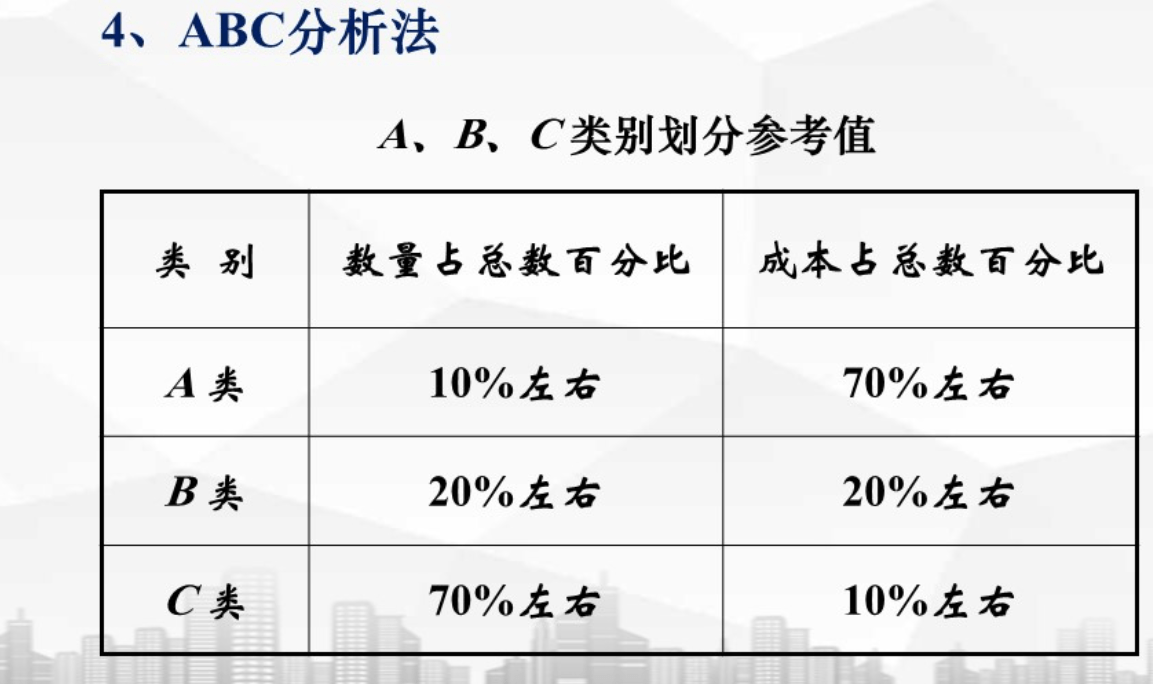 4、ABC分析法
A、B、C类别划分参考值
类 别 数量占总数百分比 成本占总数百分比
A类 10%左右 70%左右
B类 20%左右 20%左右
C类 70%左右 10%左右